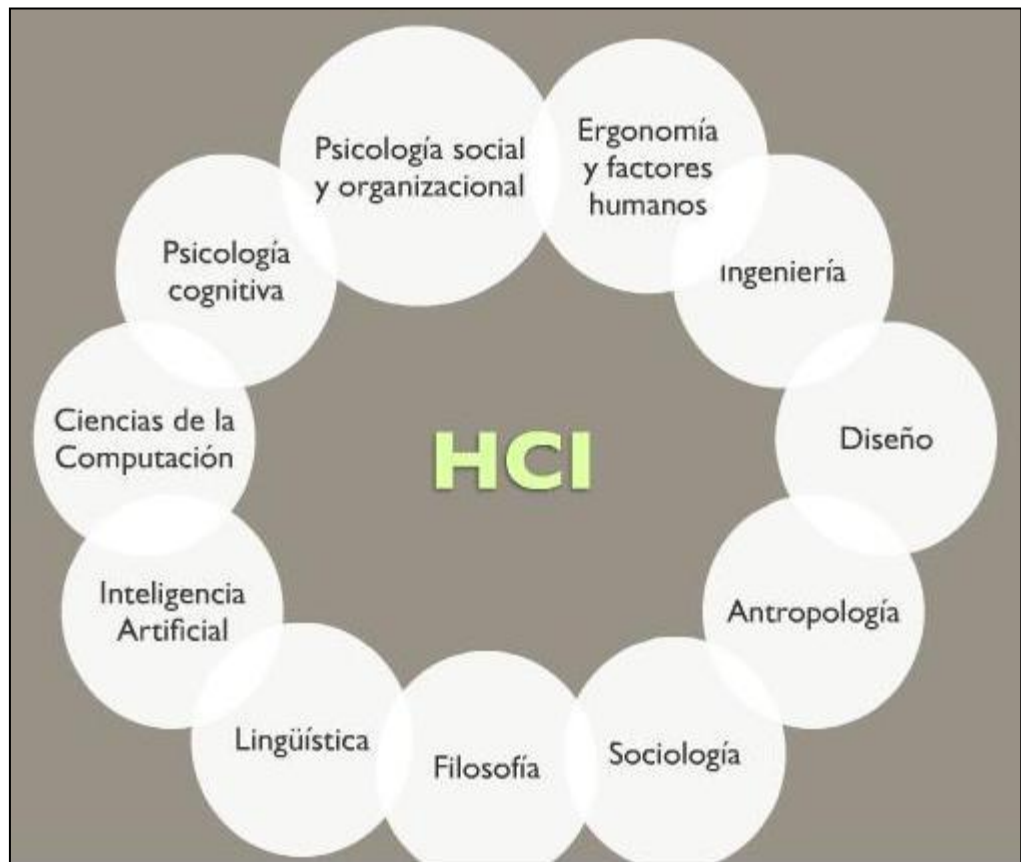 Psicología social
y organizacional
Ergonomía
y factores
humanos
Ingeniería
Diseño
Antropología
Sociología
Filosofía
Lingüística
Inteligencia
Artificial
Ciencias de la
Computación
Psicología
cognitiva
HCI